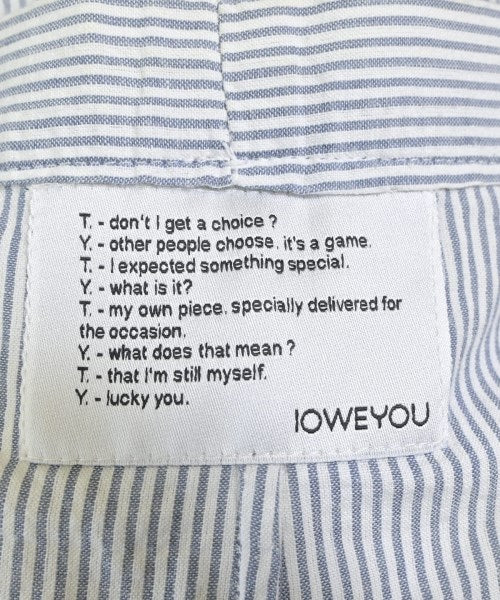 T. - don't I get a choice ?
Y. - other people choose. it's a game.
T. - I expected something special.
Y. - what is it?
T. - my own piece. specially delivered for
the occasion.
Y. - what does that mean ?
T. - that I'm still myself.
Y. - lucky you.
IOWEYOU